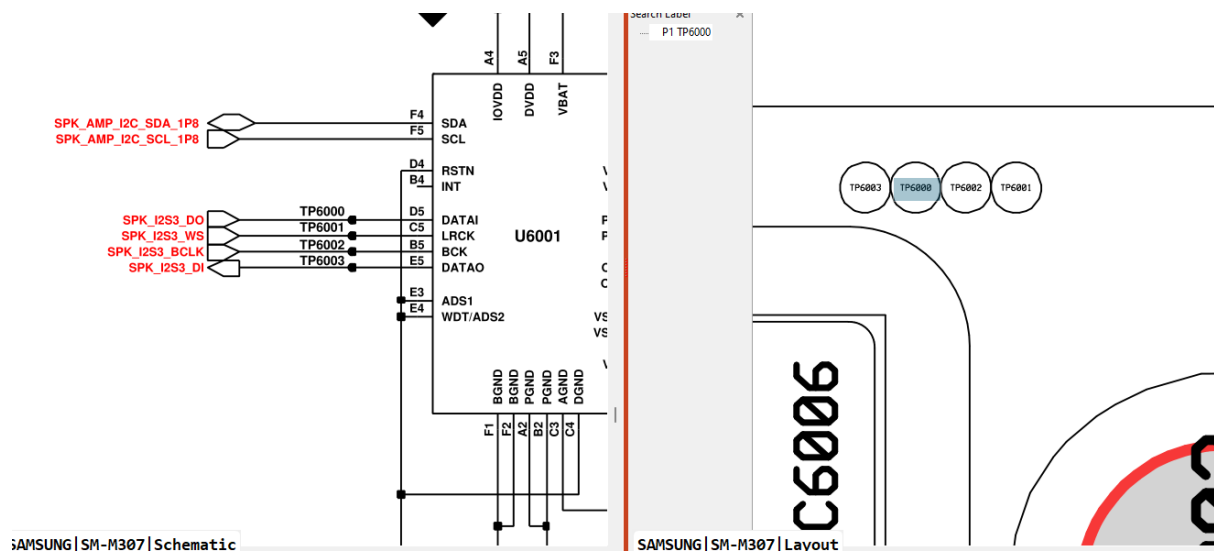 Search Label
P1 TP6000
A4
A5
F3
IOVDD
DVDD
VBAT
SPK_AMP_I2C_SDA_1P8
F4
SDA
SPK_AMP_I2C_SCL_1P8
F5
SCL
D4
RSTN
B4
INT
SPK_I2S3_DO
TP6000
D5
DATAI
SPK_I2S3_WS
TP6001
C5
LRCK
SPK_I2S3_BCLK
TP6002
B5
BCK
SPK_I2S3_DI
TP6003
E5
DATAO
U6001
E3
ADS1
E4
WDT/ADS2
VS
VS
BGND
BGND
PGND
PGND
AGND
DGND
F1
F2
A2
B2
C3
C4
SAMSUNG|SM-M307|Schematic
TP6003
TP6000
TP6002
TP6001
C6006
SAMSUNG|SM-M307|Layout